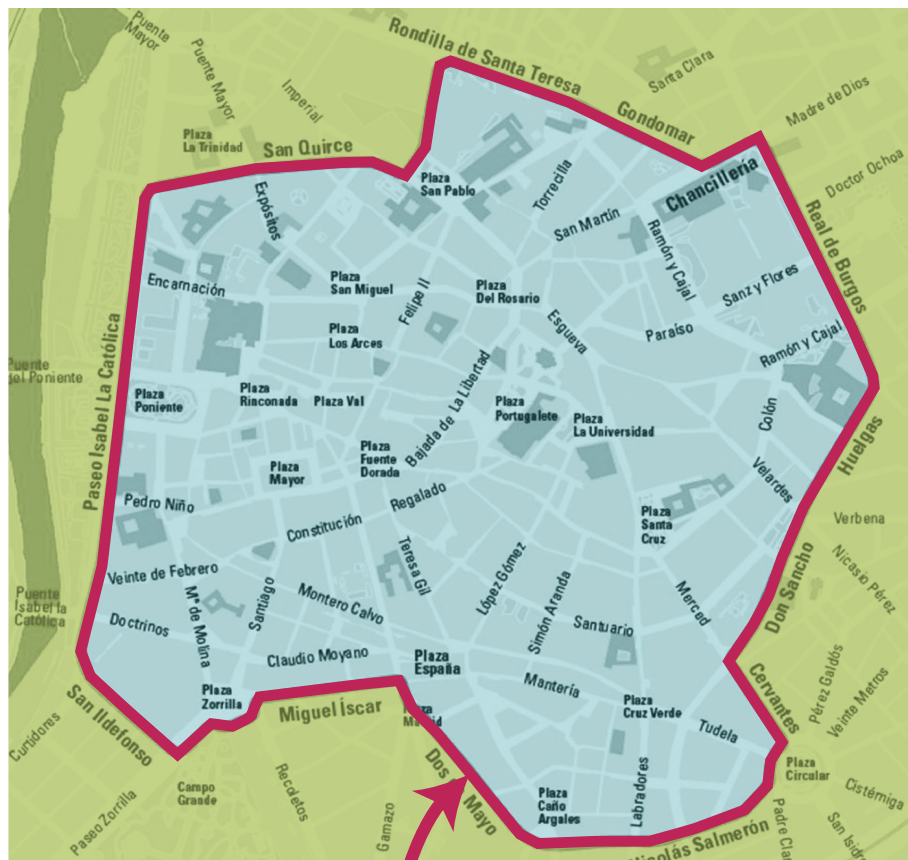 Puente
Mayor
Puente Mayor
Imperial
Rondilla de Santa Teresa
Santa Clara
Gondomar
Madre de Dios
Plaza
La Trinidad
San Quirce
Plaza
San Pablo
Torrecilla
Chancillería
Doctor Ochoa
Expósitos
San Martín
Ramón y Cajal
Real de Burgos
Encarnación
Plaza
San Miguel
Felipe II
Plaza
Del Rosario
Sanz y Flores
Esgueva
Paraíso
Plaza
Los Arces
Ramón y Cajal
Puente
del Poniente
Paseo Isabel La Católica
Plaza
Poniente
Plaza
Rinconada
Plaza Val
Bajada de La Libertad
Plaza
Portugalete
Plaza
La Universidad
Colón
Huelgas
Plaza
Fuente
Dorada
Plaza
Mayor
Velardes
Pedro Niño
Constitución
Regalado
Plaza
Santa
Cruz
Verbena
Veinte de Febrero
Teresa Gil
López Gómez
Simón Aranda
Don Sancho
Nicasio Pérez
Puente
Isabel la
Católica
Mª de Molina
Santiago
Montero Calvo
Merced
Doctrinos
Santuario
Claudio Moyano
Plaza
España
Mantería
Cervantes
Pérez Galdós
Veinte Metros
San Ildefonso
Plaza
Zorrilla
Miguel Íscar
Plaza
Madrid
Plaza
Cruz Verde
Tudela
Curtidores
Dos Mayo
Labradores
Plaza
Circular
Paseo Zorrilla
Campo
Grande
Recoletos
Gamazo
Plaza
Caño
Argales
Cistérniga
Nicolás Salmerón
Padre Cla
San Isidro